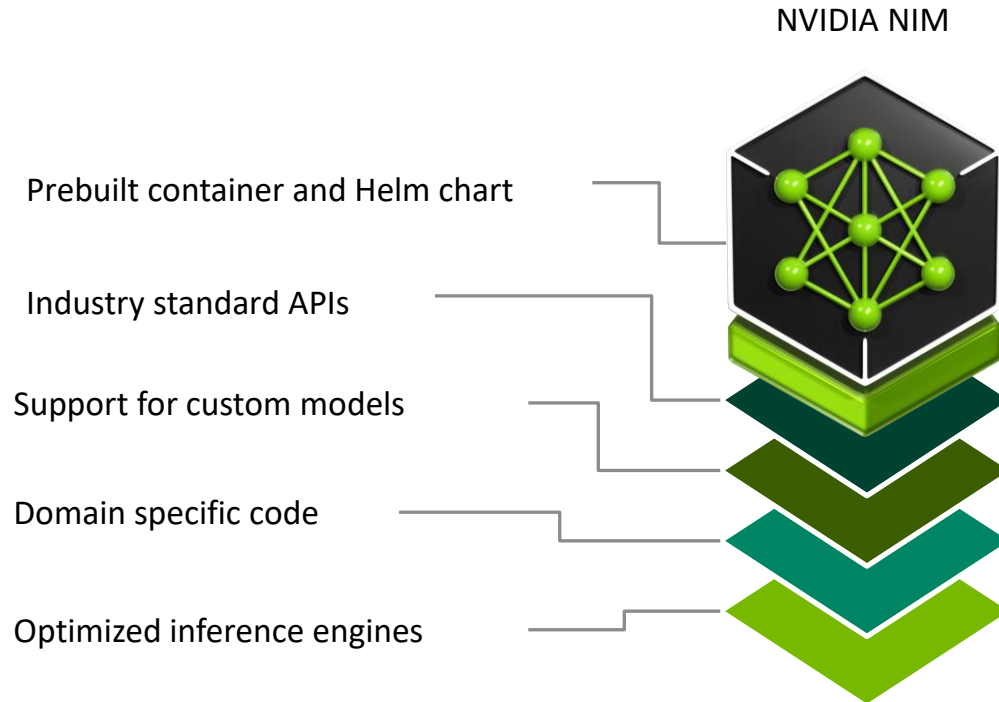 NVIDIA NIM
Prebuilt container and Helm chart
Industry standard APIs
Support for custom models
Domain specific code
Optimized inference engines